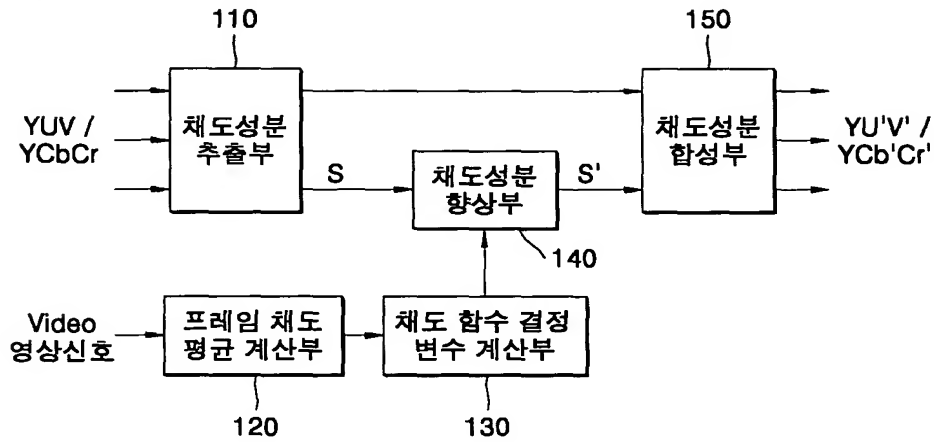 110
150
YUV /
YCbCr
채도성분
추출부
S
채도성분
향상부
S'
채도성분
합성부
YU'V' /
YCb'Cr'
140
Video
영상신호
프레임 채도
평균 계산부
채도 함수 결정
변수 계산부
120
130